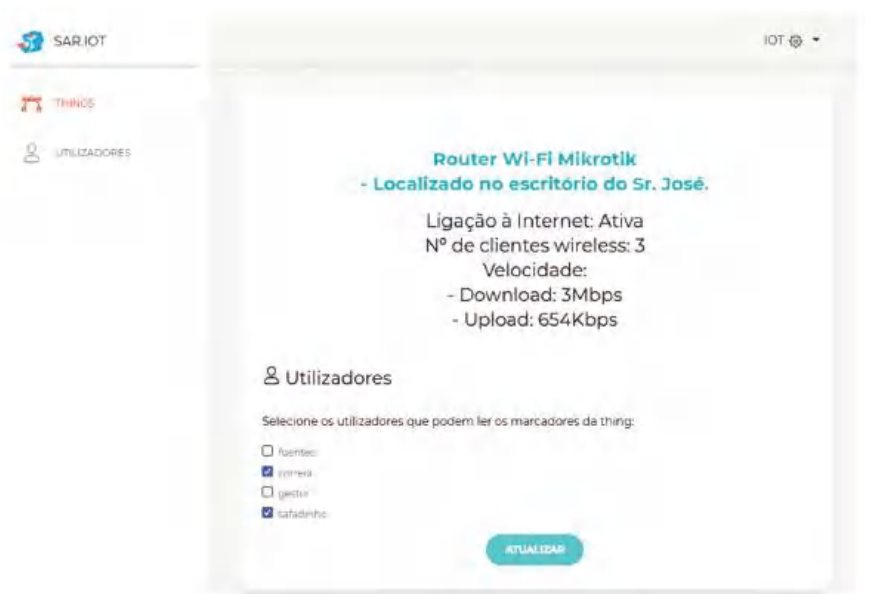 SAR.IOT
IOT
THINGS
UTILIZADORES
Router Wi-Fi Mikrotik
- Localizado no escritório do Sr. José.
Ligação à Internet: Ativa
Nº de clientes wireless: 3
Velocidade:
- Download: 3Mbps
- Upload: 654Kbps
Utilizadores
Selecione os utilizadores que podem ler os marcadores da thing:
correia
gestor
safadinho
ATUALIZAR